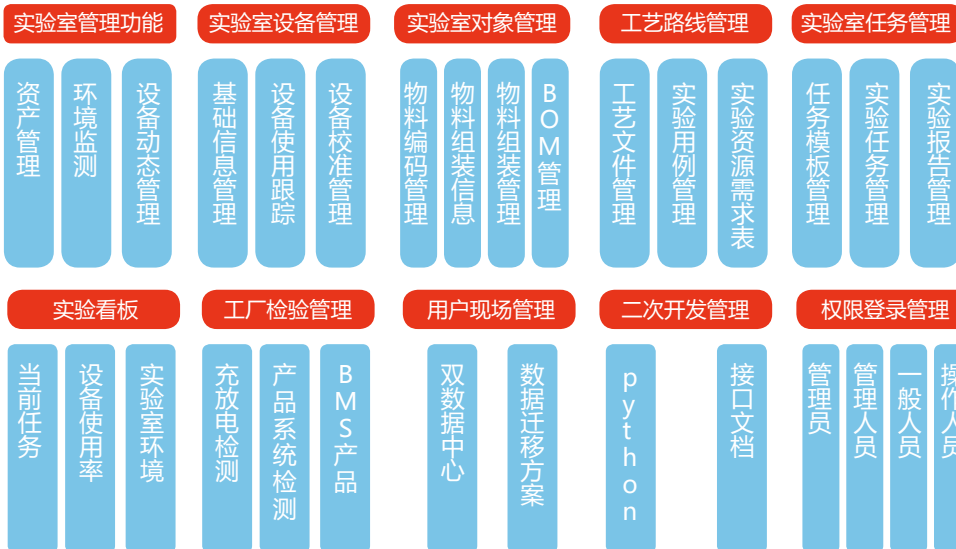 实验室管理功能
实验室设备管理
实验室对象管理
工艺路线管理
实验室任务管理
资产管理
环境监测
设备动态管理
基础信息管理
设备使用跟踪
设备校准管理
物料编码管理
物料组装信息
物料组装管理
BOM管理
工艺文件管理
实验用例管理
实验资源需求表
任务模板管理
实验任务管理
实验报告管理
实验看板
工厂检验管理
用户现场管理
二次开发管理
权限登录管理
当前任务
设备使用率
实验室环境
充放电检测
产品系统检测
BMS产品
双数据中心
数据迁移方案
python
接口文档
管理员
管理人员
一般人员
操作人员